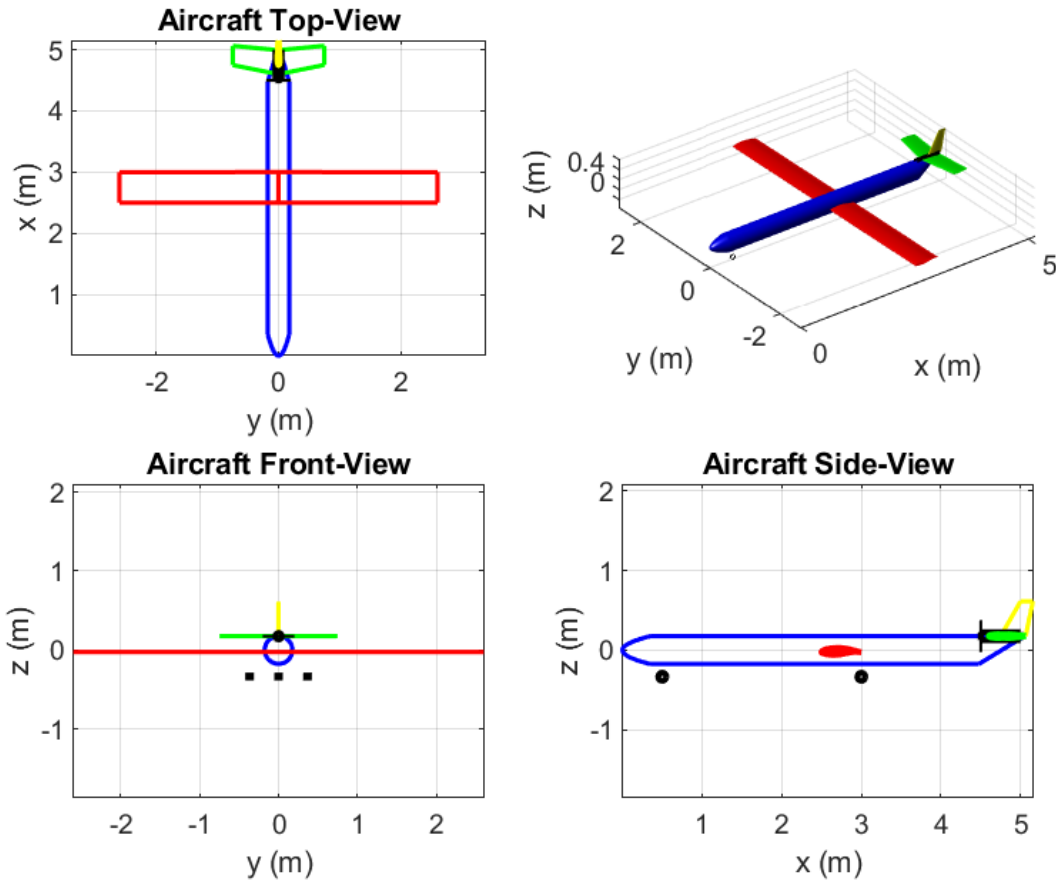 Aircraft Top-View
5
4
3
2
1
x (m)
-2 0 2
y (m)
0.4
0
z (m)
2
0
-2
y (m)
0
5
x (m)
Aircraft Front-View
2
1
0
-1
z (m)
-2 -1 0 1 2
y (m)
Aircraft Side-View
2
1
0
-1
z (m)
1 2 3 4 5
x (m)